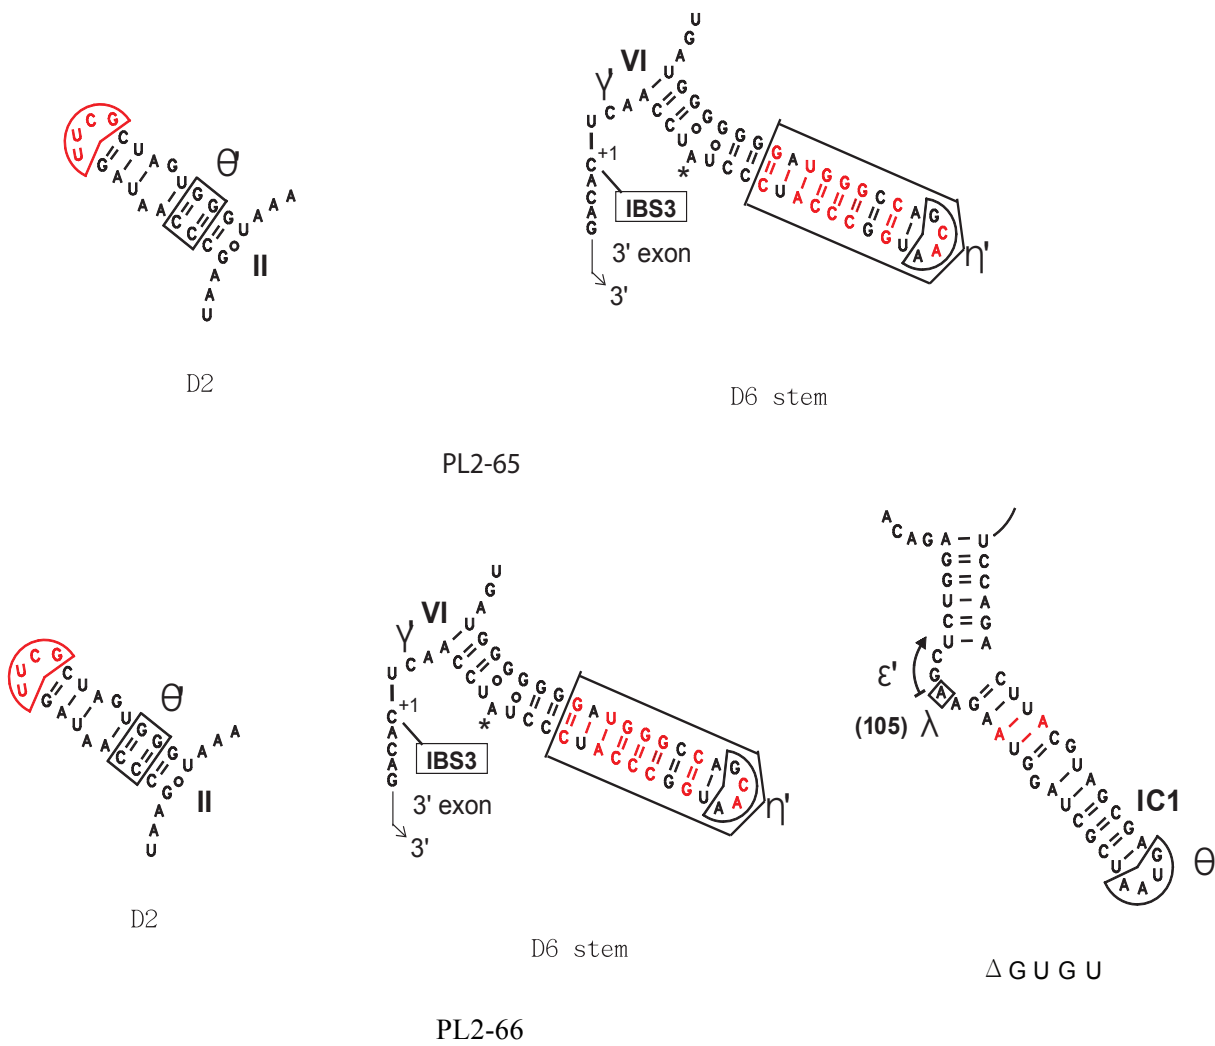 U
G
A
VI
γ'
U
C A A
U G G G G G G G
C C U A U C C
*
+1
C A C A G
IBS3
3' exon
3'
G A U G G G C C A G
C U A C C C G G U A
C A
η'
U U C G
C U A G U G G G U A A A
G A U A A C C C G A A U
θ'
II
D2
D6 stem
PL2-65
A C A G A
G G U C U
U C C A G A
C G A A
ε'
(105) λ
G A A U G G A U C G C U
C U U A C G U A G C G A
G U A A
IC1
θ
U
G
A
VI
γ'
U
C A A
U G G G G G G G
C C U A U C C
*
+1
C A C A G
IBS3
3' exon
3'
G A U G G G C C A G
C U A C C C G G U A
C A
η'
U U C G
C U A G U G G G U A A A
G A U A A C C C G A A U
θ'
II
D2
D6 stem
Δ G U G U
PL2-66